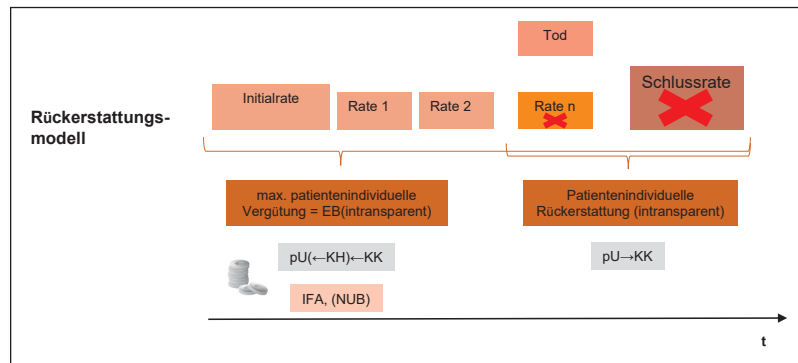 Tod
Schlussrate
Initialrate
Rate 1
Rate 2
Rate n
Rückerstattungs-
modell
max. patientenindividuelle
Vergütung = EB(intransparent)
Patientenindividuelle
Rückerstattung (intransparent)
pU(←KH)←KK
pU→KK
IFA, (NUB)
t